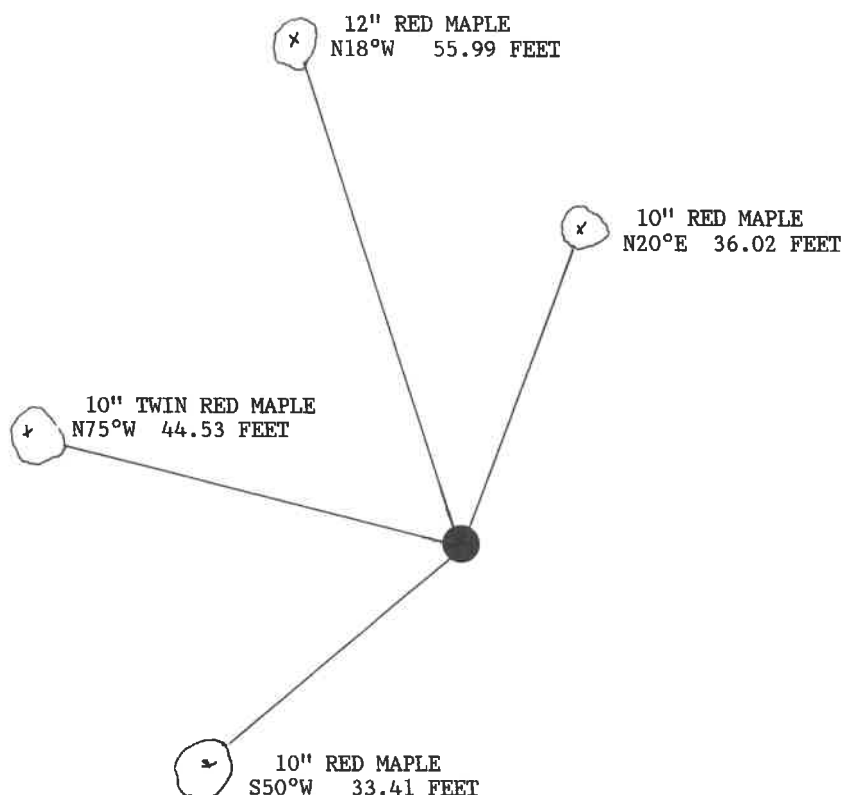 12" RED MAPLE
N18°W 55.99 FEET
10" RED MAPLE
N20°E 36.02 FEET
10" TWIN RED MAPLE
N75°W 44.53 FEET
10" RED MAPLE
S50°W 33.41 FEET